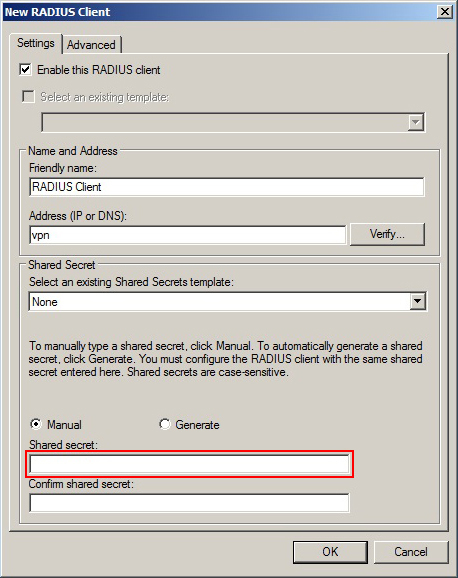 New RADIUS Client
Settings
Advanced
Enable this RADIUS client
Select an existing template:
Name and Address
Friendly name:
RADIUS Client
Address (IP or DNS):
vpn
Verify...
Shared Secret
Select an existing Shared Secrets template:
None
To manually type a shared secret, click Manual. To automatically generate a shared
secret, click Generate. You must configure the RADIUS client with the same shared
secret entered here. Shared secrets are case-sensitive.
Manual
Generate
Shared secret:
Confirm shared secret:
OK
Cancel